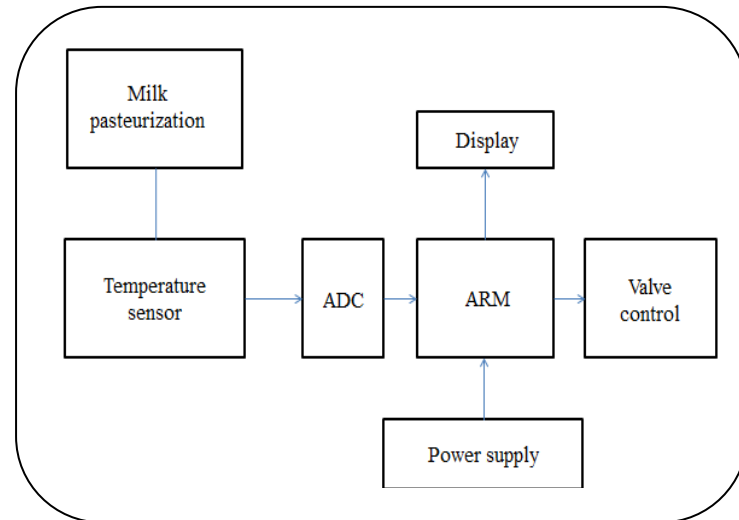 Milk
pasteurization
Display
Temperature
sensor
ADC
ARM
Valve
control
Power supply